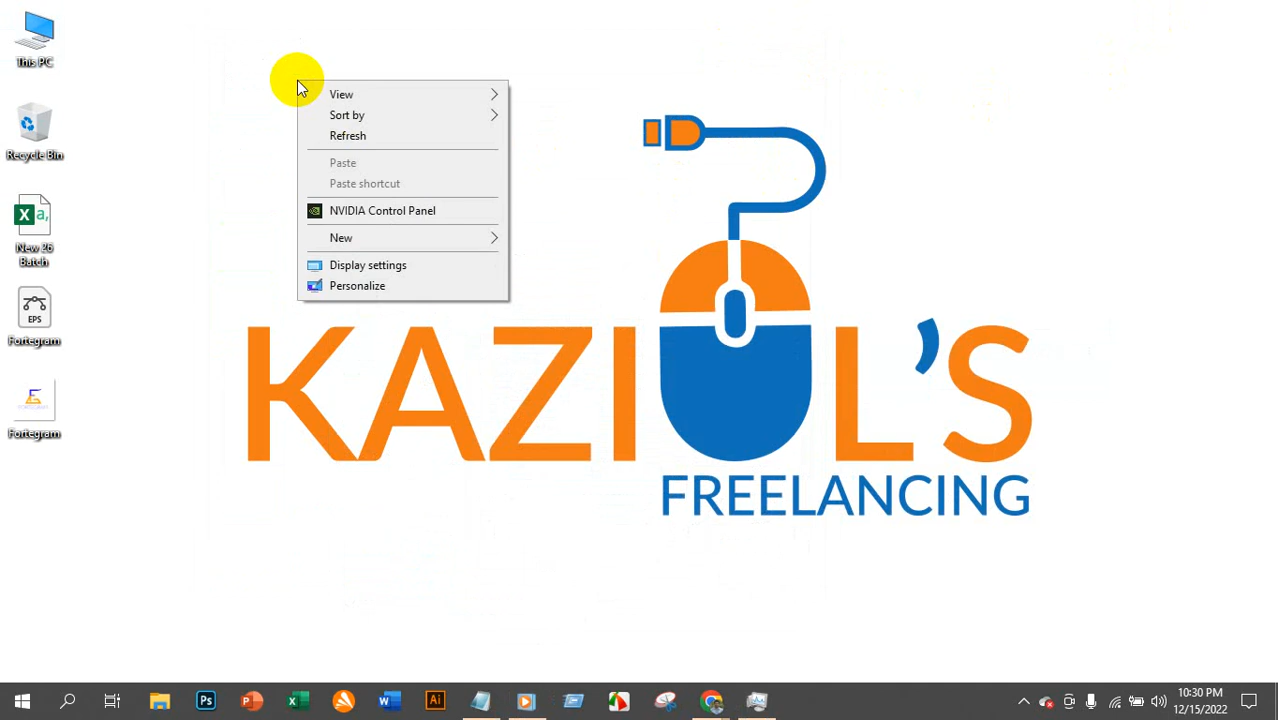 This PC
Recycle Bin
New 26
Batch
EPS
Fortegram
Fortegram
View
Sort by
Refresh
Paste
Paste shortcut
NVIDIA Control Panel
New
Display settings
Personalize
KAZIUL'S
FREELANCING
10:30 PM
12/15/2022